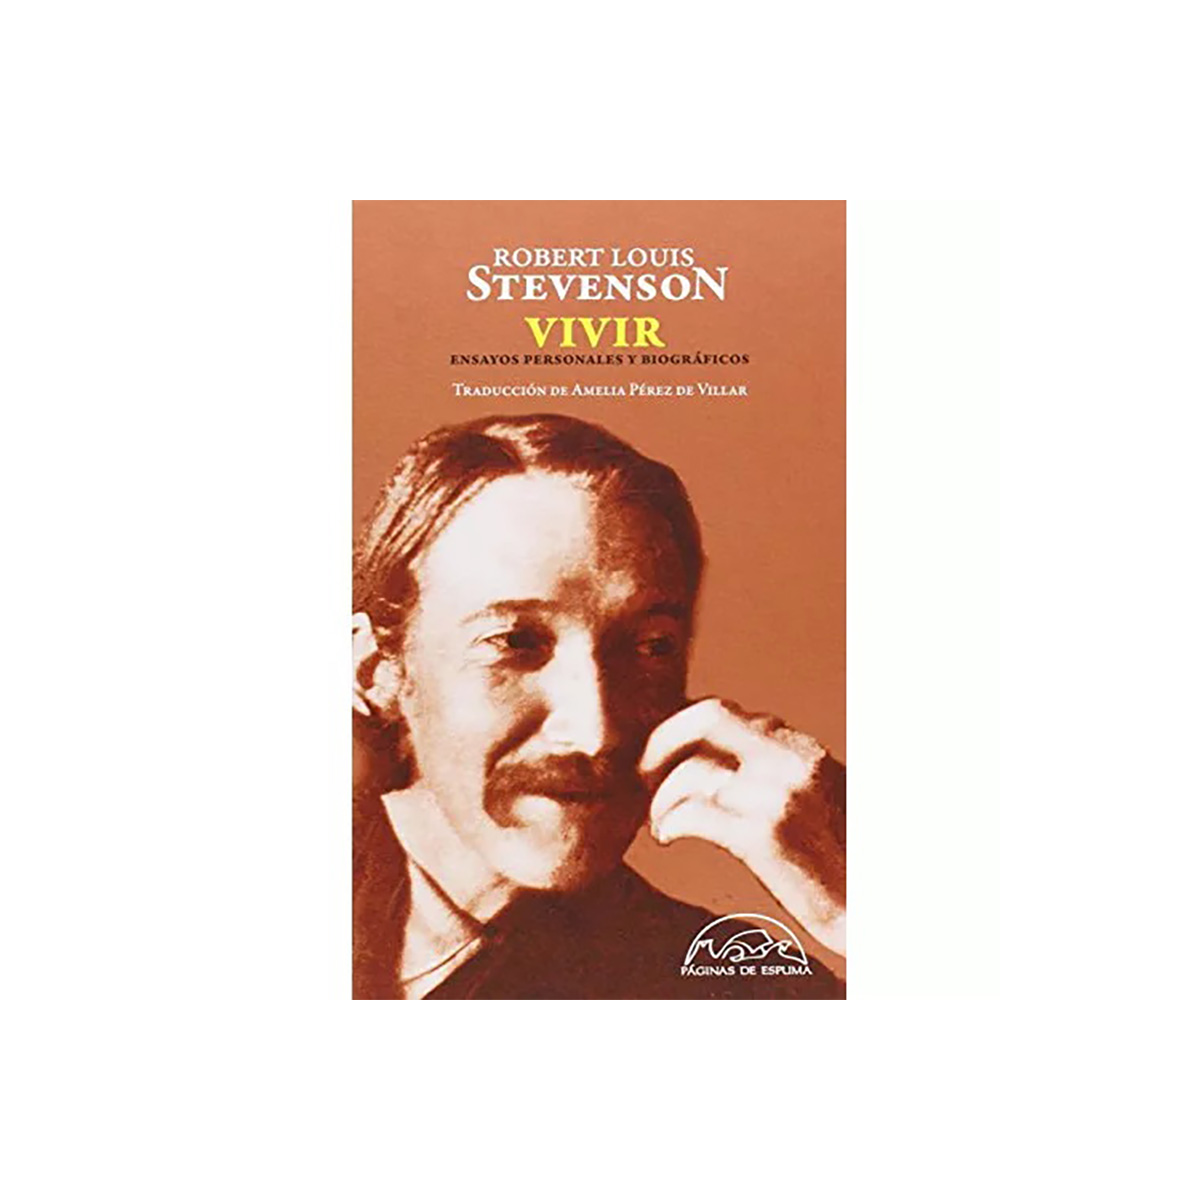 ROBERT LOUIS
STEVENSON
VIVIR
ENSAYOS PERSONALES Y BIOGRÁFICOS
TRADUCCIÓN DE AMELIA PÉREZ DE VILLAR
PÁGINAS DE ESPUMA